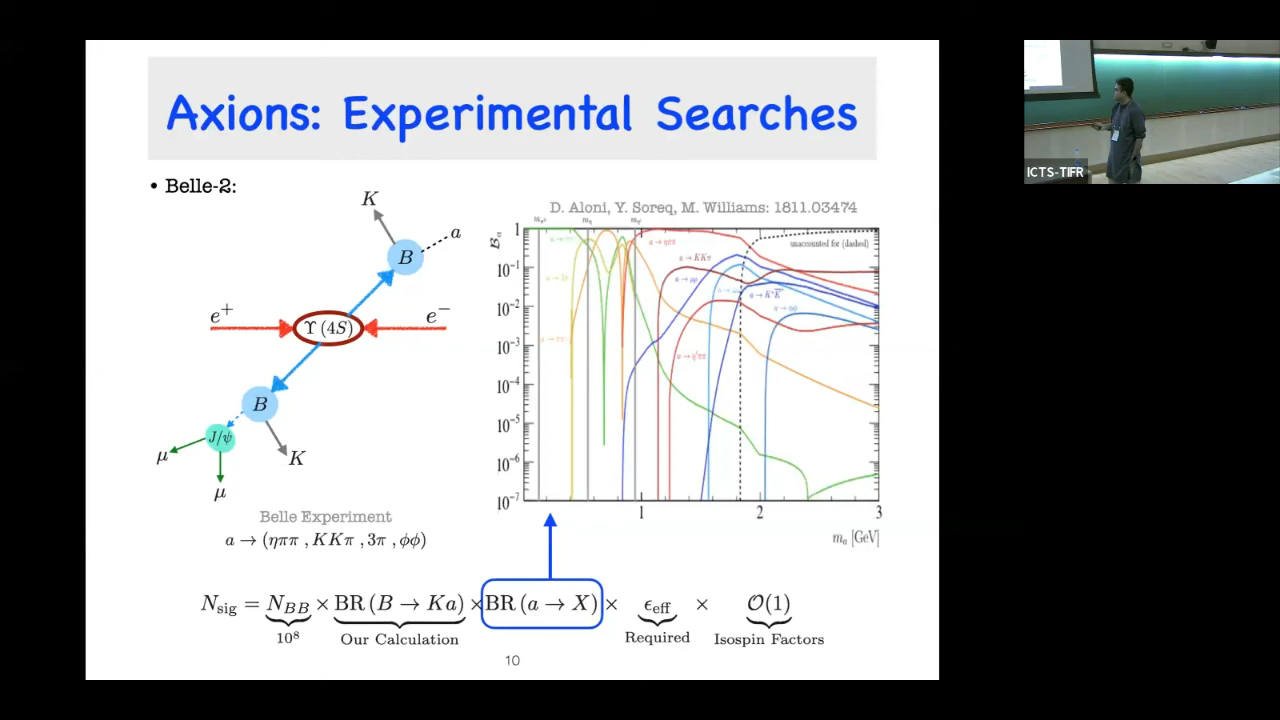 Axions: Experimental Searches
• Belle-2:
K
a
B
e⁺
Υ(4S)
e⁻
B
J/ψ
μ
K
μ
Belle Experiment
a → (ηππ , KKπ , 3π , ϕϕ)
D. Aloni, Y. Soreq, M. Williams: 1811.03474
m_η
unaccounted for (dashed)
a → ηππ
a → KKπ
a → ρρ
a → η′ππ
1
10⁻¹
10⁻²
10⁻³
10⁻⁴
10⁻⁵
10⁻⁶
10⁻⁷
1 2 3
m_a [GeV]
N_sig = N_BB × BR (B → Ka) × BR (a → X) × ϵ_eff × O(1)
10⁸ Our Calculation Required Isospin Factors
10
ICTS-TIFR